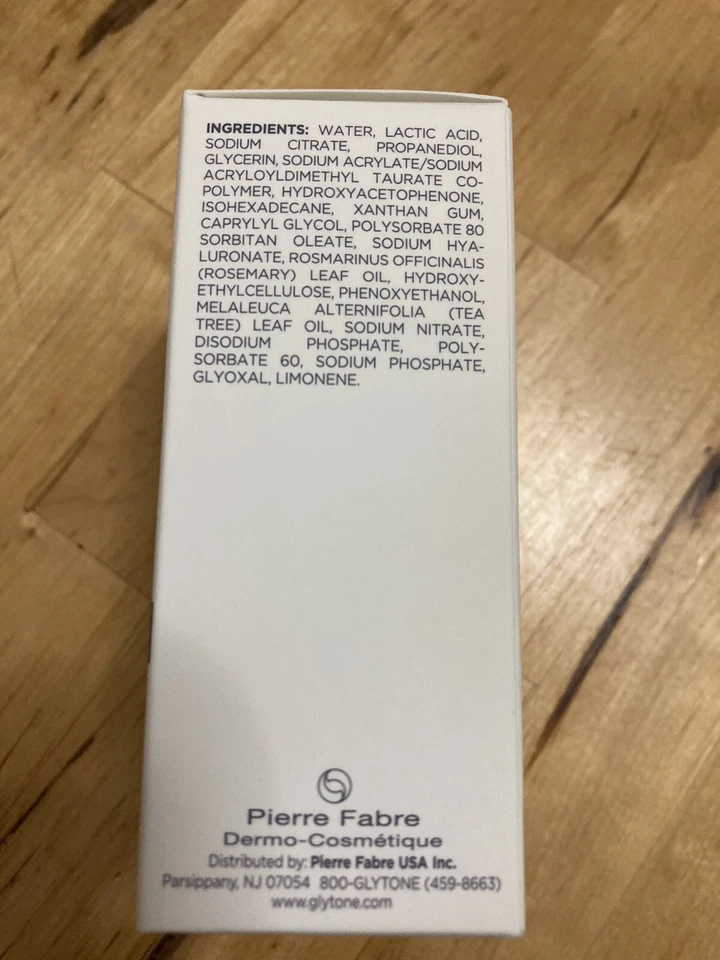 INGREDIENTS: WATER, LACTIC ACID,
SODIUM CITRATE, PROPANEDIOL,
GLYCERIN, SODIUM ACRYLATE/SODIUM
ACRYLOYLDIMETHYL TAURATE CO-
POLYMER, HYDROXYACETOPHENONE,
ISOHEXADECANE, XANTHAN GUM,
CAPRYLYL GLYCOL, POLYSORBATE 80
SORBITAN OLEATE, SODIUM HYA-
LURONATE, ROSMARINUS OFFICINALIS
(ROSEMARY) LEAF OIL, HYDROXY-
ETHYLCELLULOSE, PHENOXYETHANOL,
MELALEUCA ALTERNIFOLIA (TEA
TREE) LEAF OIL, SODIUM NITRATE,
DISODIUM PHOSPHATE, POLY-
SORBATE 60, SODIUM PHOSPHATE,
GLYOXAL, LIMONENE.
Pierre Fabre
Dermo-Cosmétique
Distributed by: Pierre Fabre USA Inc.
Parsippany, NJ 07054 800-GLYTONE (459-8663)
www.glytone.com